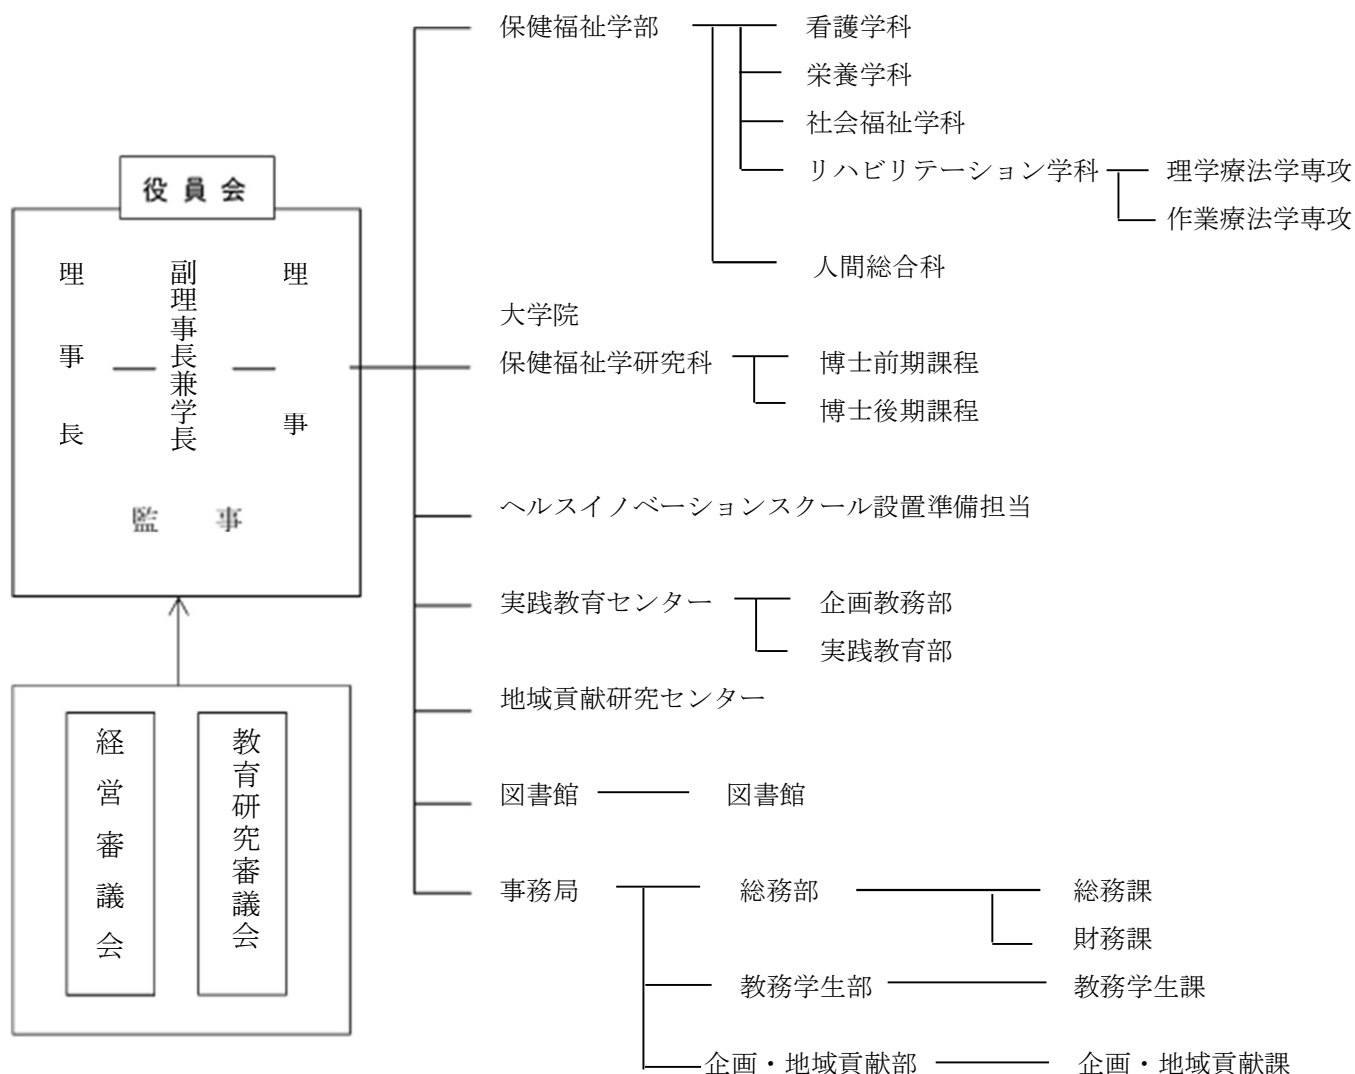 役員会
理事長
副理事長兼学長
理事
監事
経営審議会
教育研究審議会
保健福祉学部
看護学科
栄養学科
社会福祉学科
リハビリテーション学科
理学療法学専攻
作業療法学専攻
人間総合科
大学院
保健福祉学研究科
博士前期課程
博士後期課程
ヘルスイノベーションスクール設置準備担当
実践教育センター
企画教務部
実践教育部
地域貢献研究センター
図書館
図書館
事務局
総務部
総務課
財務課
教務学生部
教務学生課
企画・地域貢献部
企画・地域貢献課